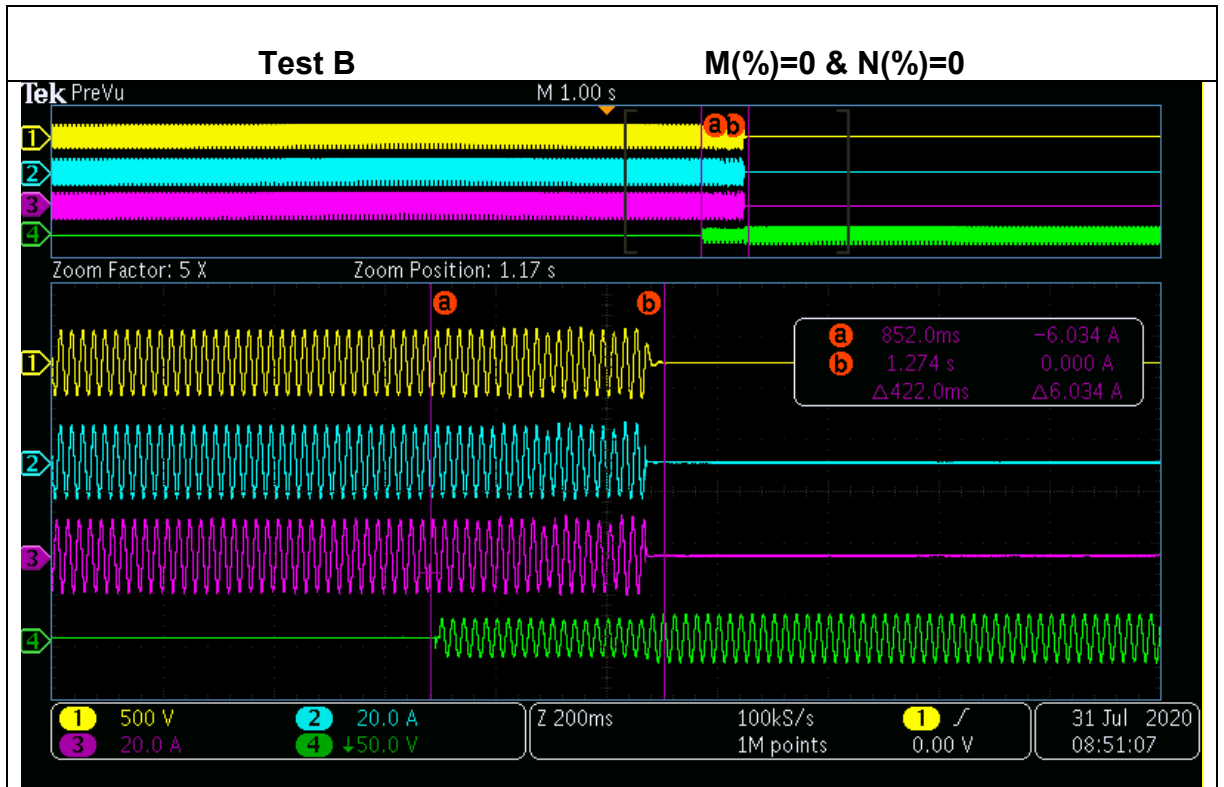 Test B M(%)=0 & N(%)=0
Tek PreVu M 1.00 s
a b
1
2
3
4
Zoom Factor: 5 X Zoom Position: 1.17 s
a b
a 852.0ms −6.034 A
b 1.274 s 0.000 A
△422.0ms △6.034 A
1
2
3
4
1 500 V 2 20.0 A Z 200ms 100kS/s 1 ∫ 31 Jul 2020
3 20.0 A 4 ↓50.0 V 1M points 0.00 V 08:51:07